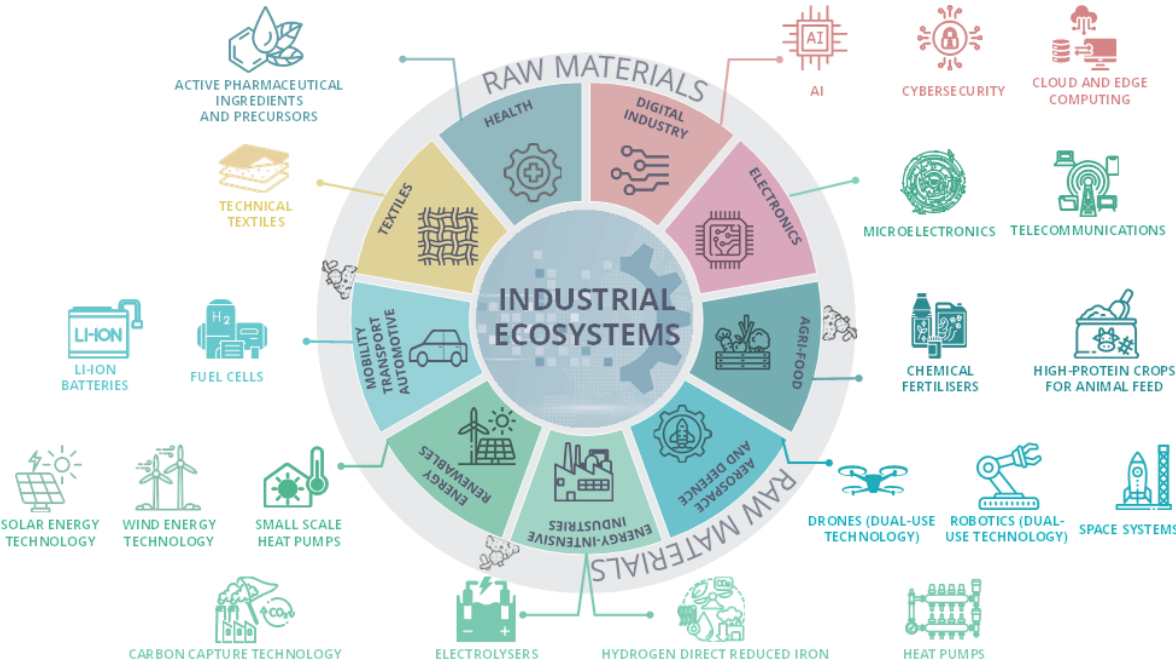 RAW MATERIALS
AI
ACTIVE PHARMACEUTICAL
INGREDIENTS
AND PRECURSORS
AI
CYBERSECURITY
CLOUD AND EDGE
COMPUTING
HEALTH
DIGITAL
INDUSTRY
TECHNICAL
TEXTILES
TEXTILES
ELECTRONICS
MICROELECTRONICS
TELECOMMUNICATIONS
INDUSTRIAL
ECOSYSTEMS
LI-ION
LI-ION
BATTERIES
H2
FUEL CELLS
MOBILITY
TRANSPORT
AUTOMOTIVE
AGRI-FOOD
CHEMICAL
FERTILISERS
HIGH-PROTEIN CROPS
FOR ANIMAL FEED
ENERGY
RENEWABLES
ENERGY-INTENSIVE
INDUSTRIES
AEROSPACE
AND DEFENCE
RAW MATERIALS
SOLAR ENERGY
TECHNOLOGY
WIND ENERGY
TECHNOLOGY
SMALL SCALE
HEAT PUMPS
DRONES (DUAL-USE
TECHNOLOGY)
ROBOTICS (DUAL-
USE TECHNOLOGY)
SPACE SYSTEMS
CARBON CAPTURE TECHNOLOGY
ELECTROLYSERS
HYDROGEN DIRECT REDUCED IRON
HEAT PUMPS